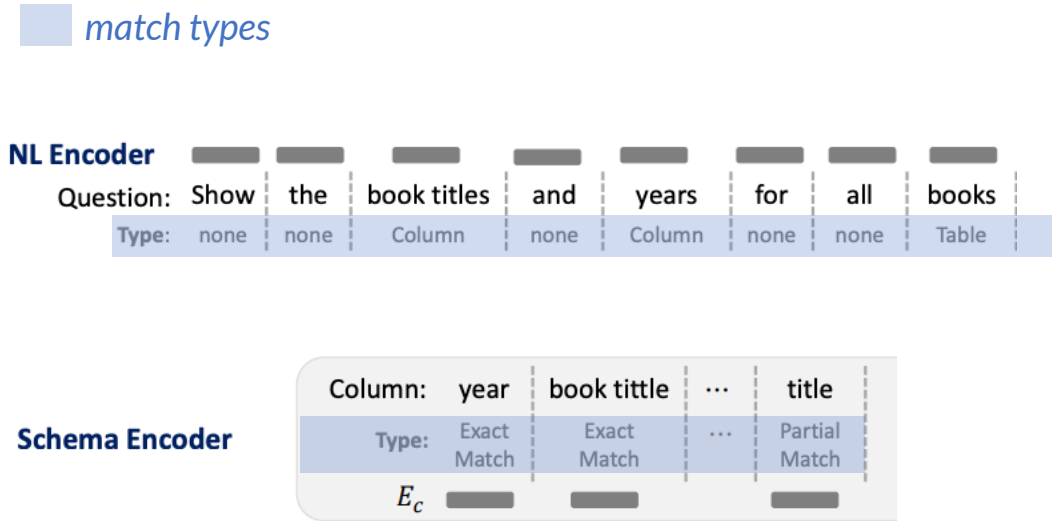 match types
NL Encoder
Question: Show the book titles and years for all books
Type: none none Column none Column none none Table
Column: year book tittle ... title
Schema Encoder
Type: Exact Match Exact Match ... Partial Match
E_c